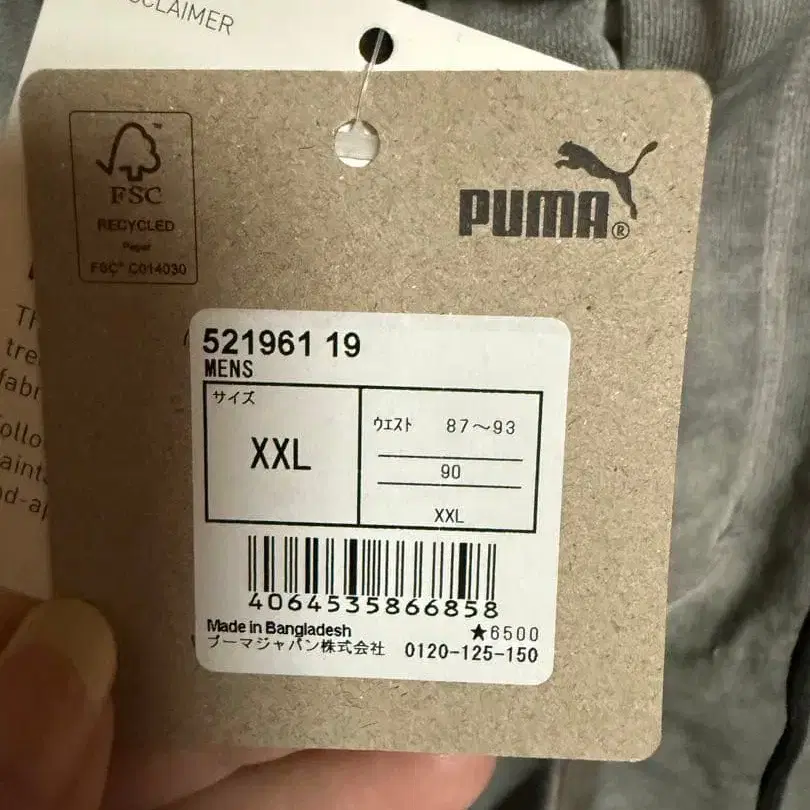 DISCLAIMER
FSC
RECYCLED
Paper
FSC® C014030
PUMA®
521961 19
MENS
サイズ
XXL
ウエスト 87～93
90
XXL
4064535866858
Made in Bangladesh
★6500
プーマジャパン株式会社 0120-125-150